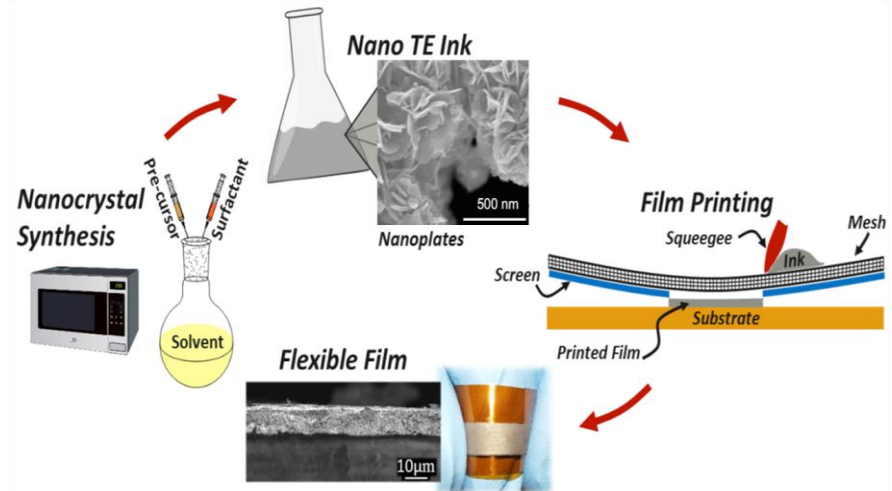 Nano TE Ink
500 nm
Nanoplates
Nanocrystal
Synthesis
Pre-cursor
Surfactant
Solvent
Film Printing
Squeegee
Mesh
Ink
Screen
Substrate
Printed Film
Flexible Film
10μm